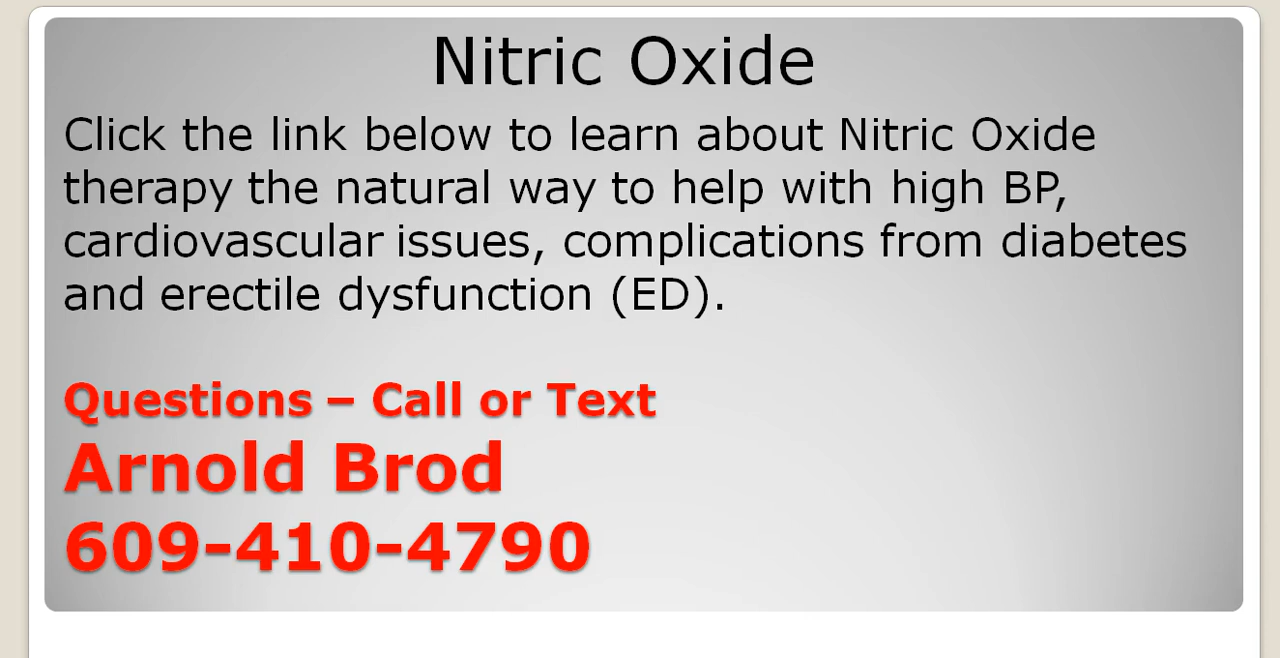 Nitric Oxide
Click the link below to learn about Nitric Oxide
therapy the natural way to help with high BP,
cardiovascular issues, complications from diabetes
and erectile dysfunction (ED).
Questions – Call or Text
Arnold Brod
609-410-4790